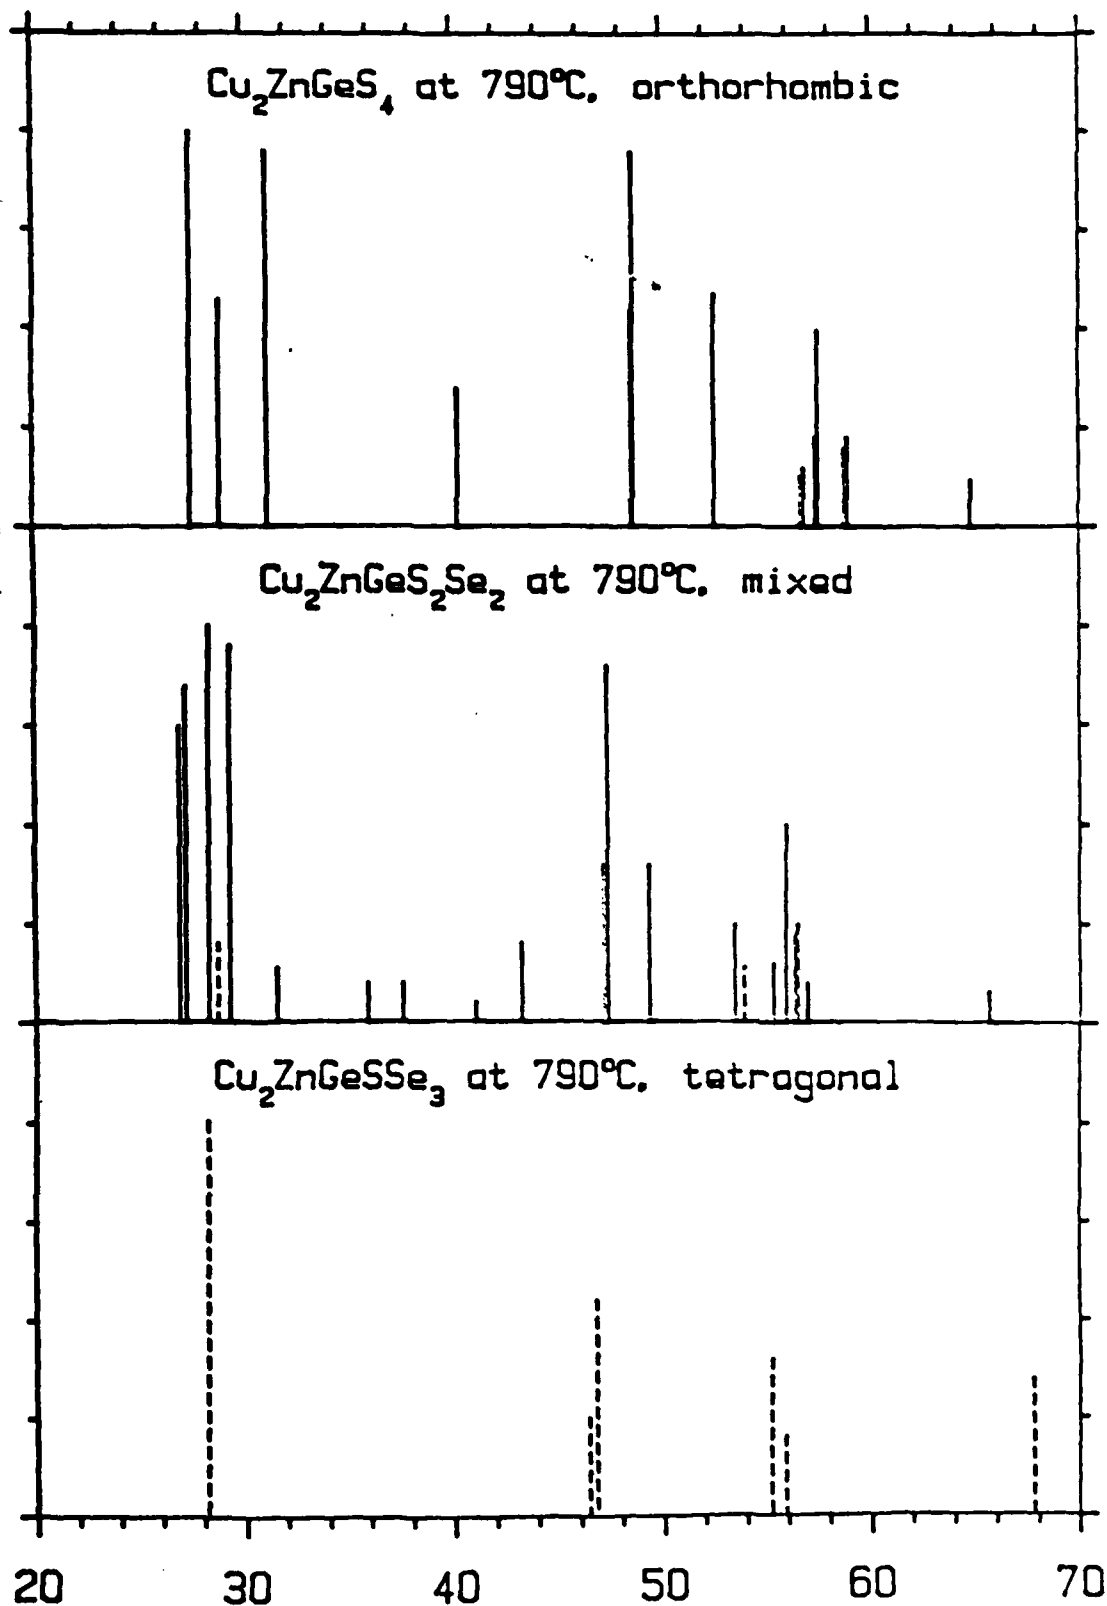 Cu₂ZnGeS₄ at 790°C. orthorhombic
Cu₂ZnGeS₂Se₂ at 790°C. mixed
Cu₂ZnGeSSe₃ at 790°C. tetragonal
20 30 40 50 60 70